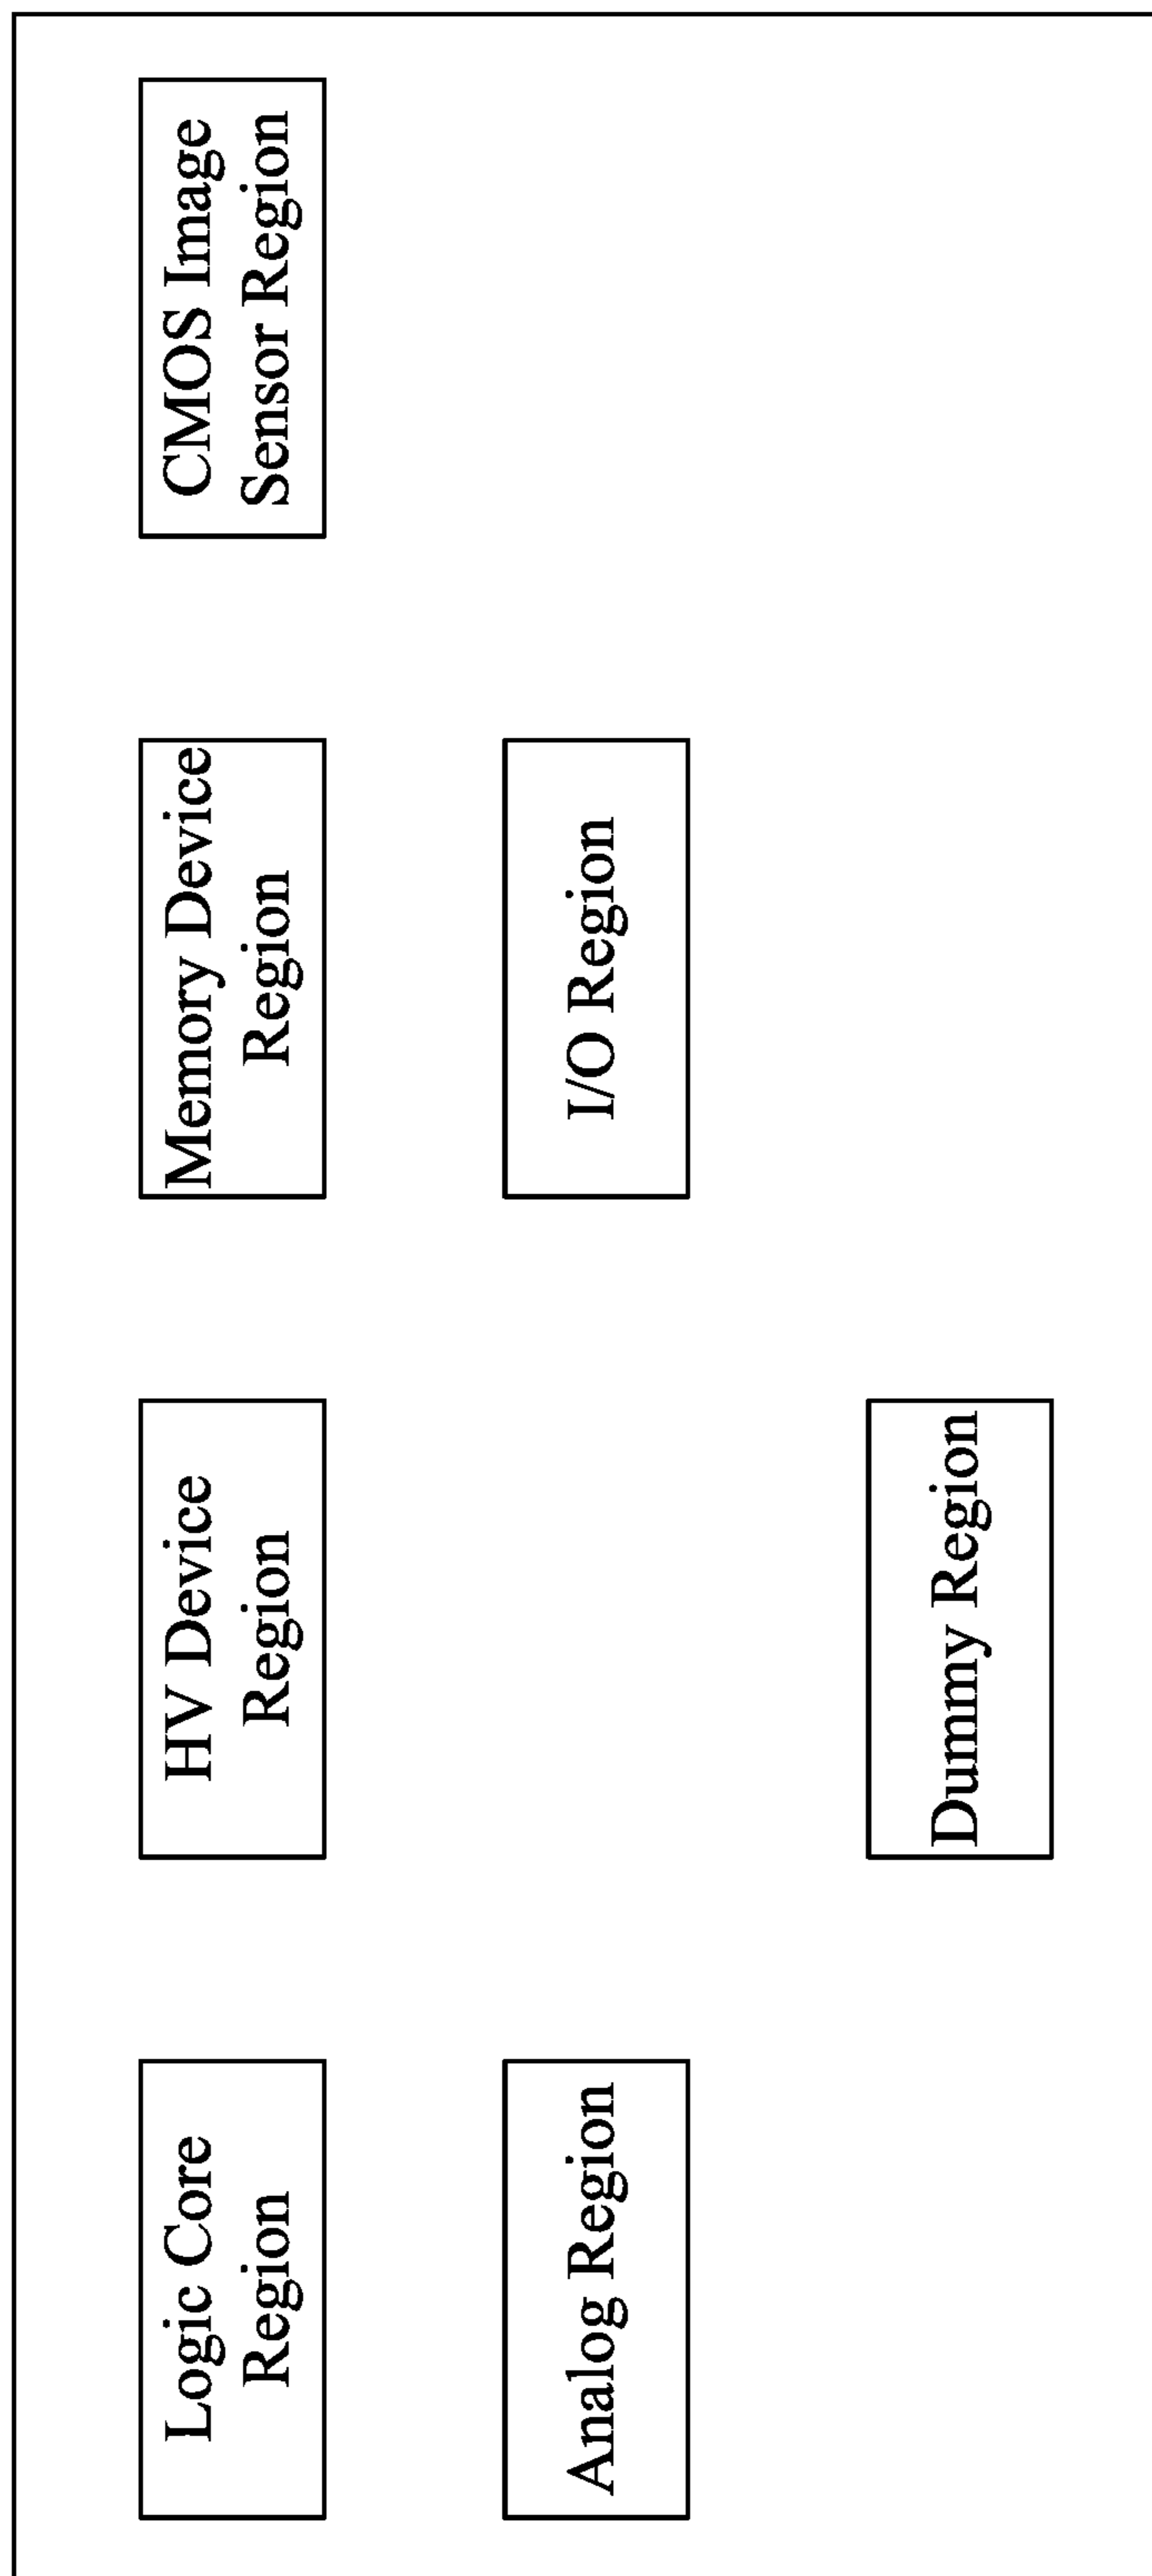 Logic Core
Region
HV Device
Region
Memory Device
Region
CMOS Image
Sensor Region
Analog Region
I/O Region
Dummy Region